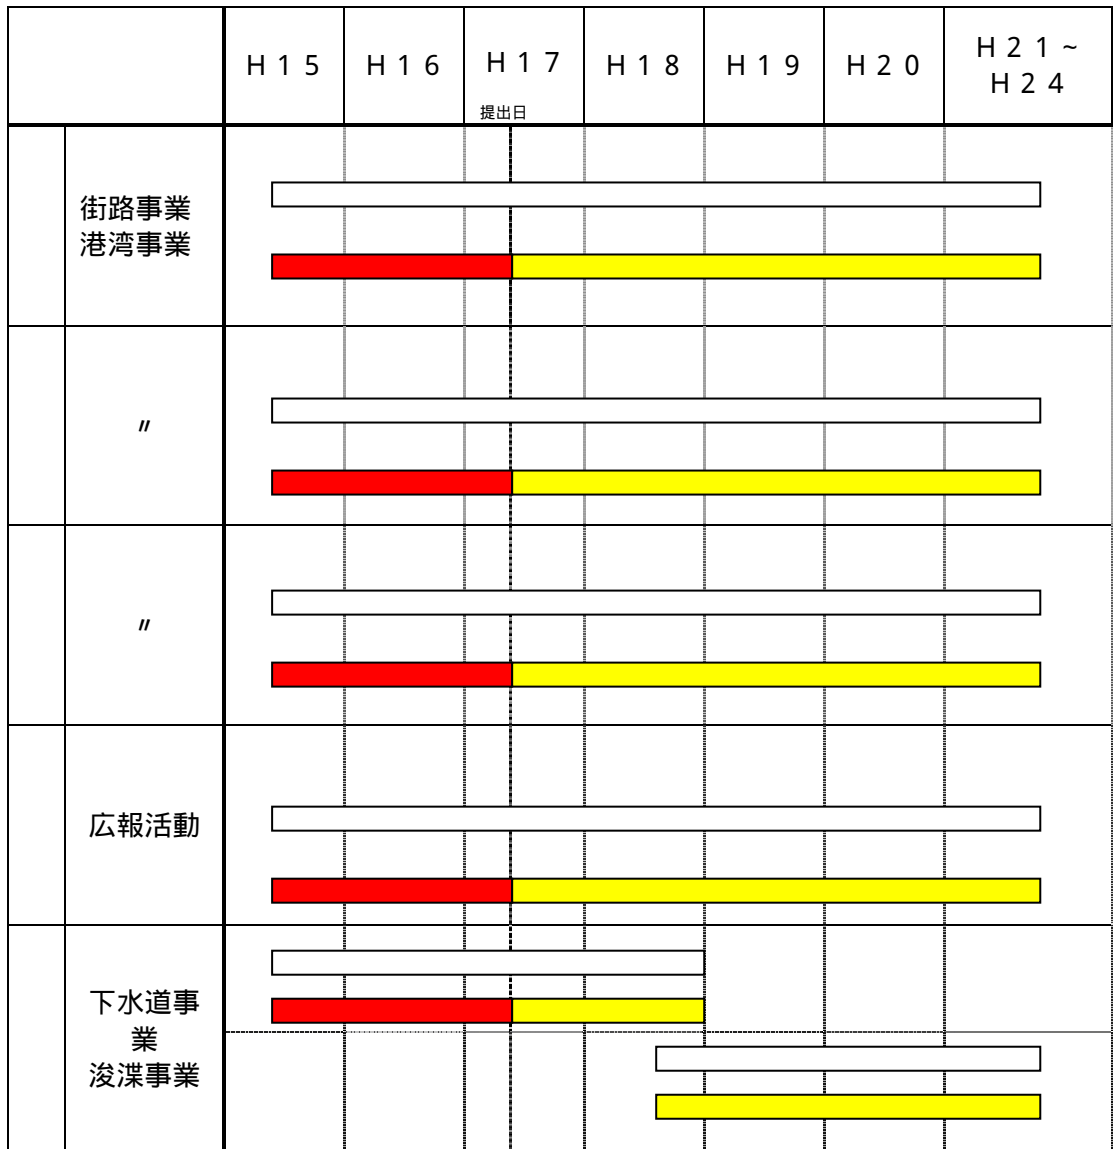 Ｈ１５
Ｈ１６
Ｈ１７
Ｈ１８
Ｈ１９
Ｈ２０
Ｈ２１~
Ｈ２４
提出日
街路事業
港湾事業
〃
〃
広報活動
下水道事
業
浚渫事業